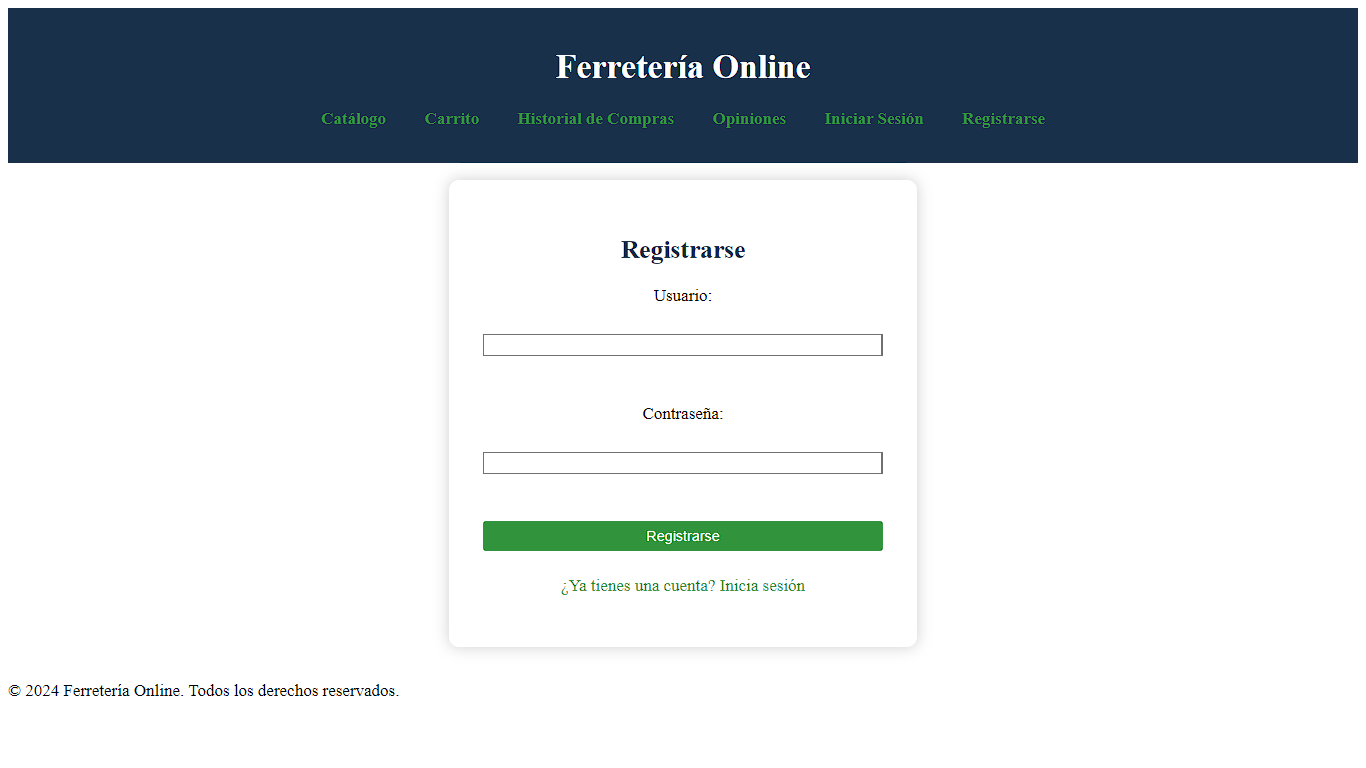 Ferretería Online
Catálogo Carrito Historial de Compras Opiniones Iniciar Sesión Registrarse
Registrarse
Usuario:
Contraseña:
Registrarse
¿Ya tienes una cuenta? Inicia sesión
© 2024 Ferretería Online. Todos los derechos reservados.